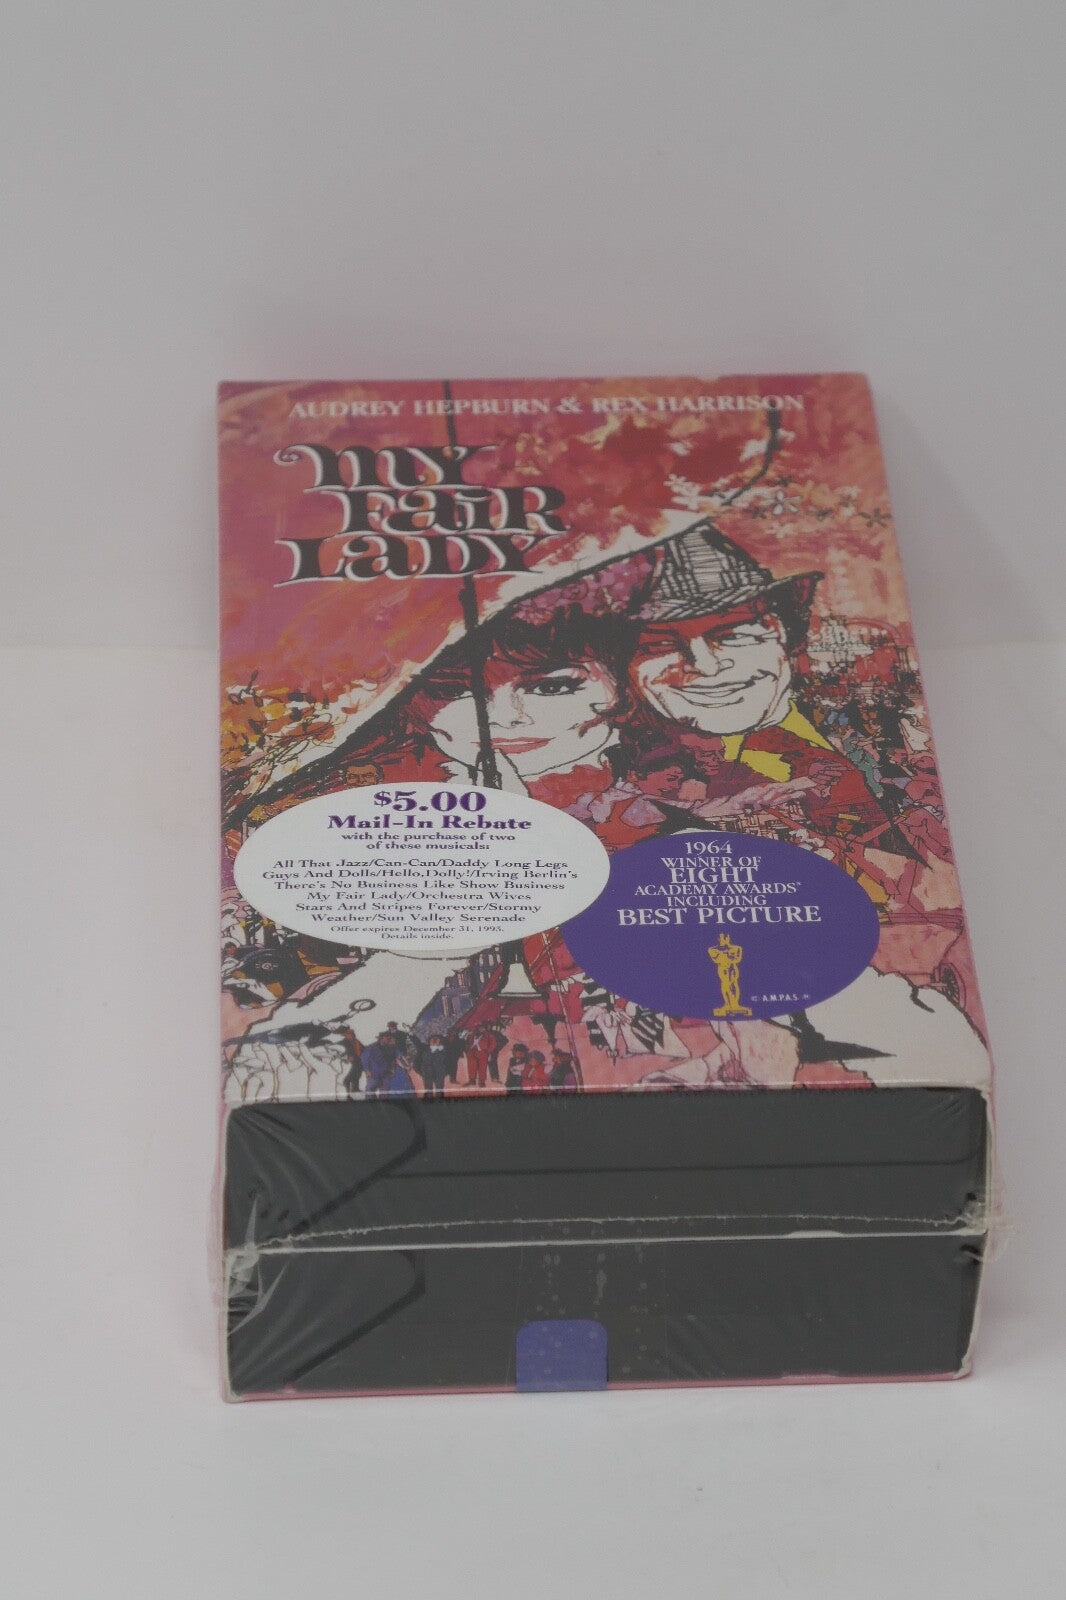 AUDREY HEPBURN & REX HARRISON
MY
FAIR
LADY
$5.00
Mail-In Rebate
with the purchase of two
of these musicals:
All That Jazz/Can-Can/Daddy Long Legs
Guys And Dolls/Hello,Dolly!/Irving Berlin's
There's No Business Like Show Business
My Fair Lady/Orchestra Wives
Stars And Stripes Forever/Stormy
Weather/Sun Valley Serenade
Offer expires December 31, 1995.
Details inside.
1964
WINNER OF
EIGHT
ACADEMY AWARDS®
INCLUDING
BEST PICTURE
© A.M.P.A.S. ®